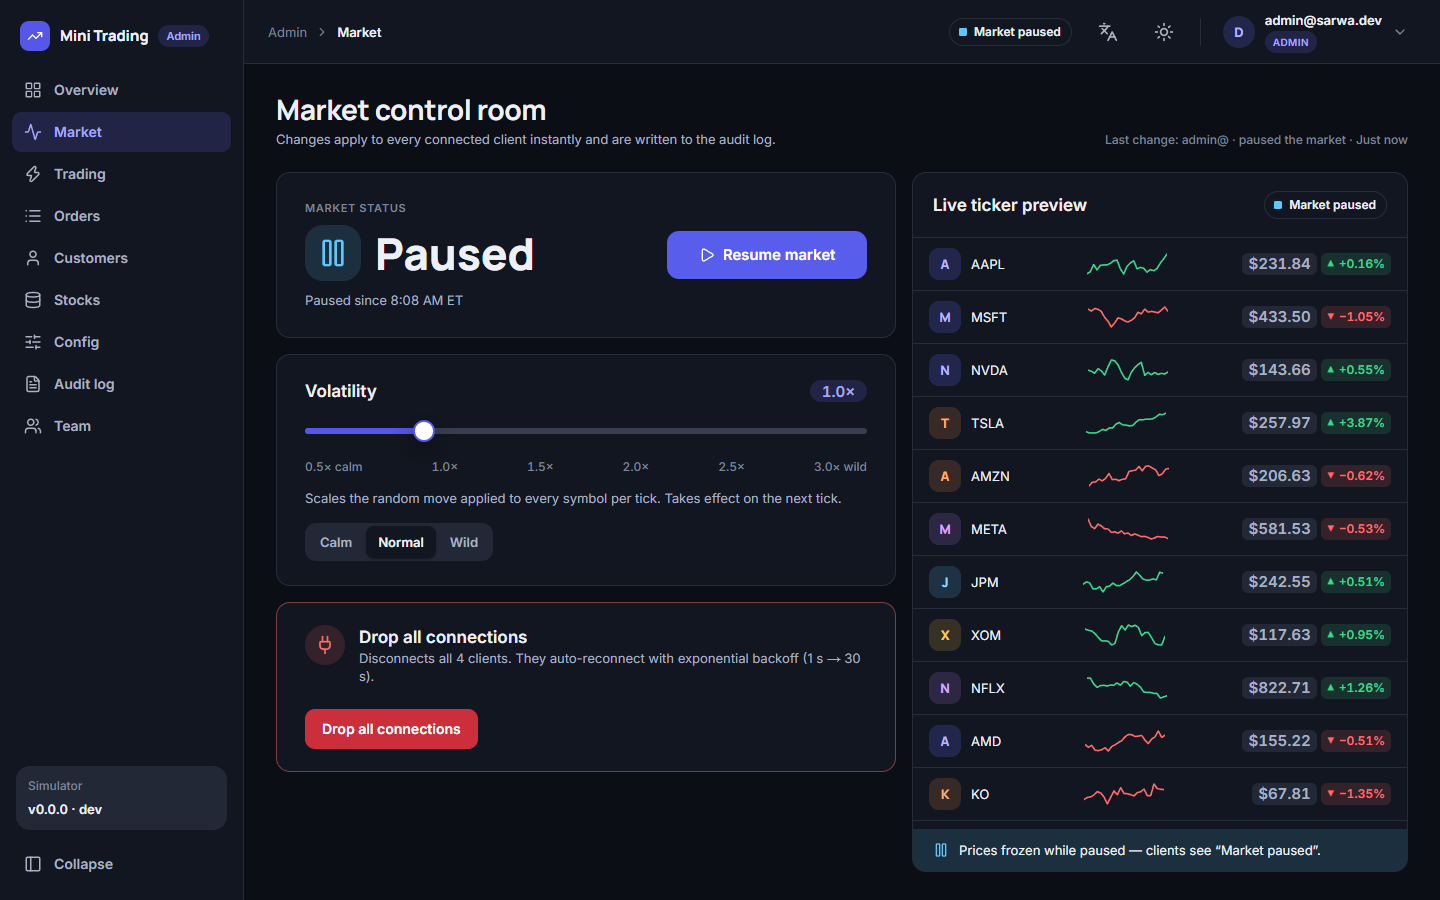 Mini Trading Admin
Overview
Market
Trading
Orders
Customers
Stocks
Config
Audit log
Team
Simulator
v0.0.0 · dev
Collapse
Admin > Market
Market paused
D
admin@sarwa.dev
ADMIN
Market control room
Changes apply to every connected client instantly and are written to the audit log.
Last change: admin@ · paused the market · Just now
MARKET STATUS
Paused
Resume market
Paused since 8:08 AM ET
Volatility
1.0×
0.5× calm 1.0× 1.5× 2.0× 2.5× 3.0× wild
Scales the random move applied to every symbol per tick. Takes effect on the next tick.
Calm Normal Wild
Drop all connections
Disconnects all 4 clients. They auto-reconnect with exponential backoff (1 s → 30
s).
Drop all connections
Live ticker preview
Market paused
A AAPL $231.84 ▲ +0.16%
M MSFT $433.50 ▼ −1.05%
N NVDA $143.66 ▲ +0.55%
T TSLA $257.97 ▲ +3.87%
A AMZN $206.63 ▼ −0.62%
M META $581.53 ▼ −0.53%
J JPM $242.55 ▲ +0.51%
X XOM $117.63 ▲ +0.95%
N NFLX $822.71 ▲ +1.26%
A AMD $155.22 ▼ −0.51%
K KO $67.81 ▼ −1.35%
Prices frozen while paused — clients see “Market paused”.